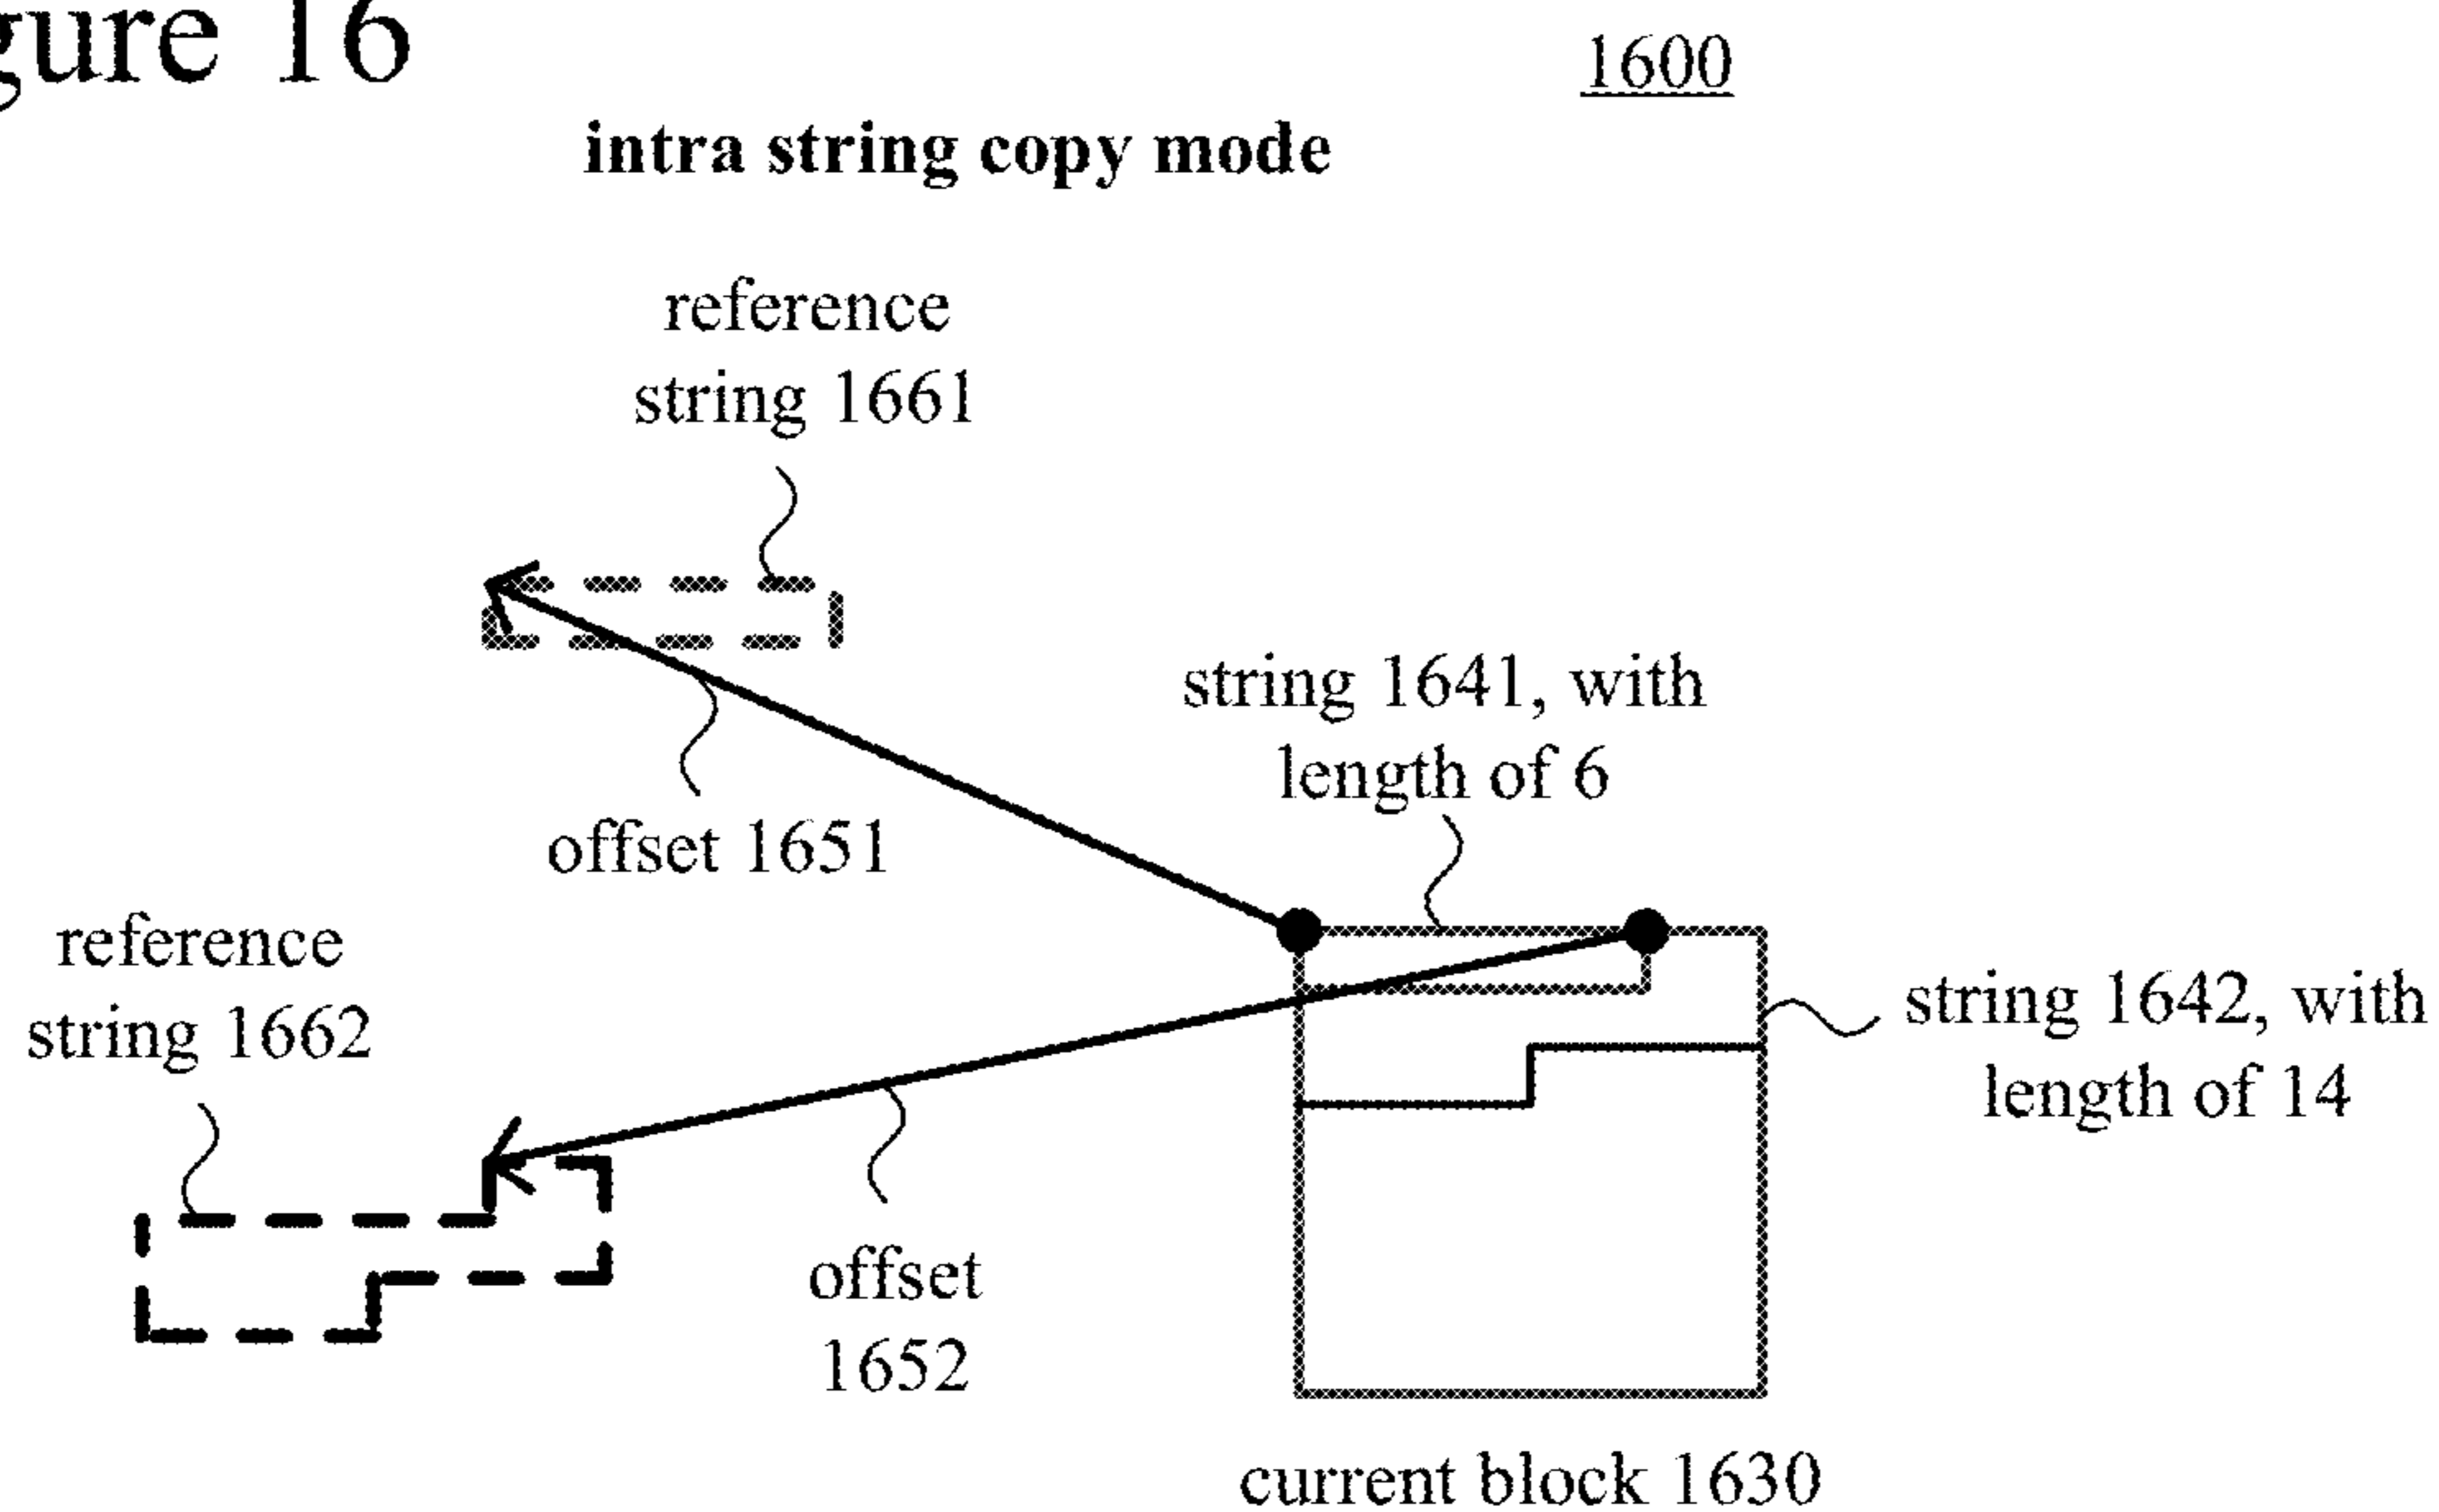 gure 16
1600
intra string copy mode
reference
string 1661
string 1641, with
length of 6
offset 1651
reference
string 1662
string 1642, with
length of 14
offset
1652
current block 1630